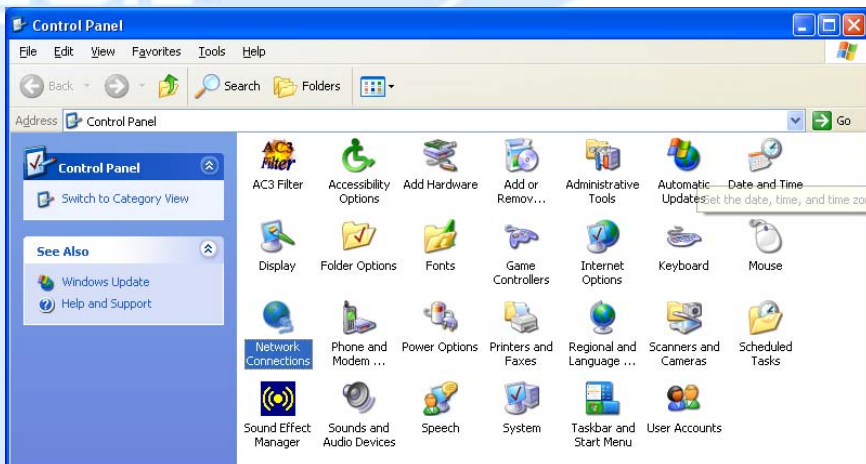 Control Panel
File Edit View Favorites Tools Help
Back Search Folders
Address Control Panel Go
Control Panel
Switch to Category View
See Also
Windows Update
Help and Support
AC3 Filter
AC3 Filter
Accessibility Options
Add Hardware
Add or Remov...
Administrative Tools
Automatic Updates
Date and Time
Set the date, time, and time zo
Display
Folder Options
Fonts
Game Controllers
Internet Options
Keyboard
Mouse
Network Connections
Phone and Modem ...
Power Options
Printers and Faxes
Regional and Language ...
Scanners and Cameras
Scheduled Tasks
Sound Effect Manager
Sounds and Audio Devices
Speech
System
Taskbar and Start Menu
User Accounts